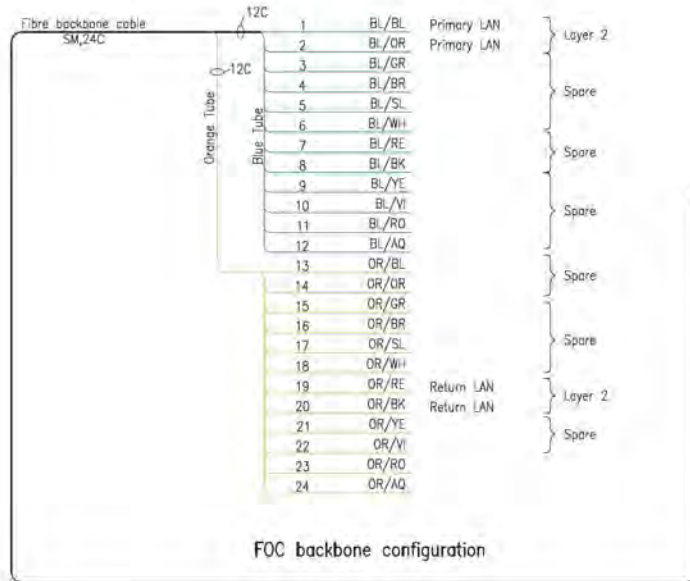 12C
Fibre backbone cable
SM,24C
12C
Orange Tube
Blue Tube
1 BL/BL Primary LAN
2 BL/OR Primary LAN
Layer 2
3 BL/GR
4 BL/BR
5 BL/SL
6 BL/WH
Spare
7 BL/RE
8 BL/BK
Spare
9 BL/YE
10 BL/VI
11 BL/RO
12 BL/AQ
Spare
13 OR/BL
14 OR/OR
Spare
15 OR/GR
16 OR/BR
17 OR/SL
18 OR/WH
Spare
19 OR/RE Return LAN
20 OR/BK Return LAN
Layer 2
21 OR/YE
22 OR/VI
Spare
23 OR/RO
24 OR/AQ
FOC backbone configuration